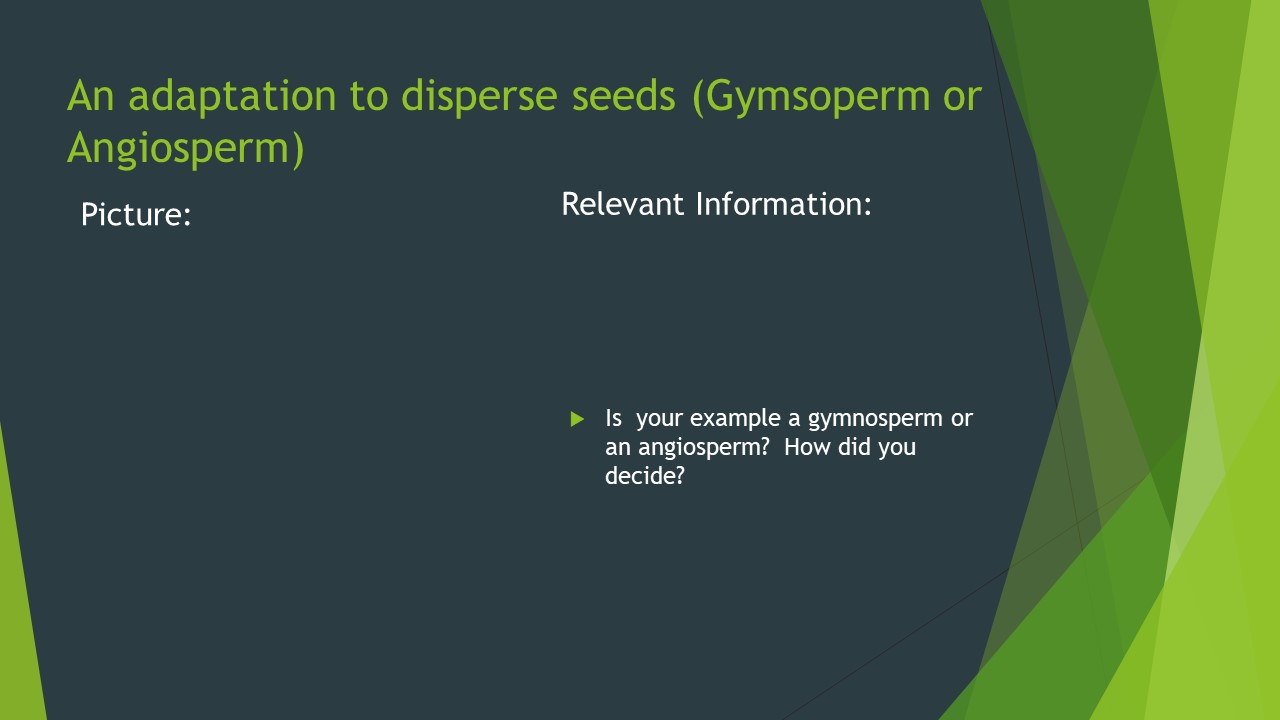 An adaptation to disperse seeds (Gymsoperm or
Angiosperm)
Picture:
Relevant Information:
Is  your example a gymnosperm or
an angiosperm?  How did you
decide?